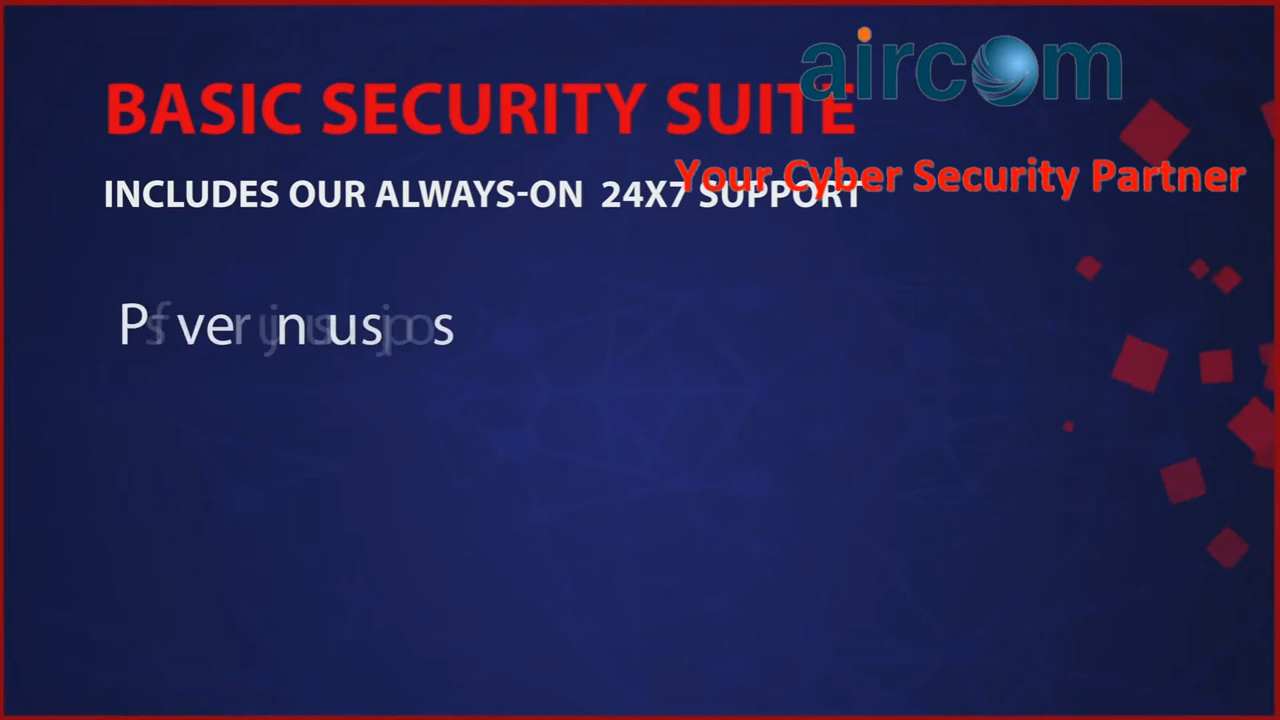 aircom
BASIC SECURITY SUITE
Your Cyber Security Partner
INCLUDES OUR ALWAYS-ON 24X7 SUPPORT